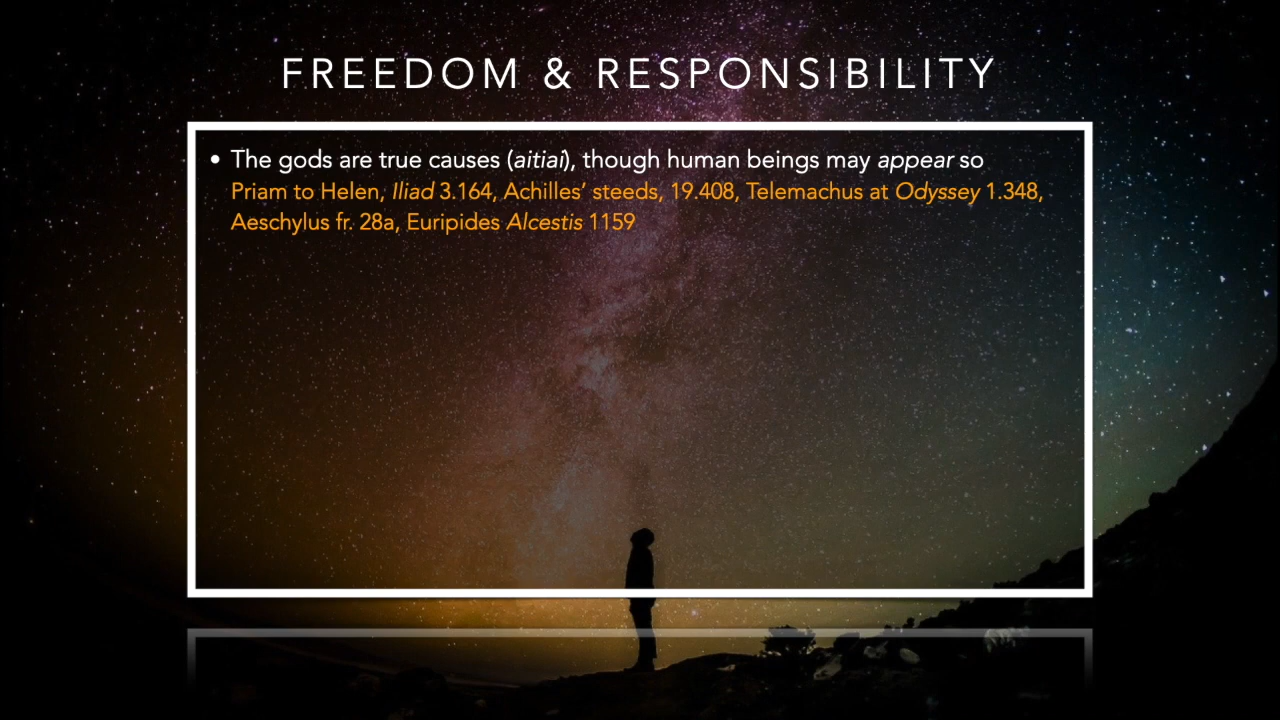 FREEDOM & RESPONSIBILITY
• The gods are true causes (aitiai), though human beings may appear so
Priam to Helen, Iliad 3.164, Achilles’ steeds, 19.408, Telemachus at Odyssey 1.348,
Aeschylus fr. 28a, Euripides Alcestis 1159